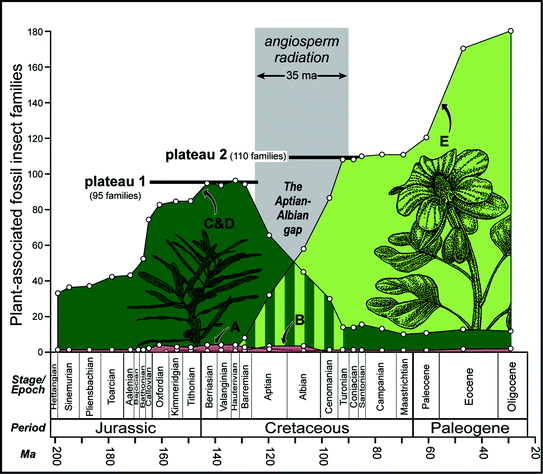 Plant-associated fossil insect families
180
160
140
120
100
80
60
40
20
0
angiosperm
radiation
35 ma
plateau 2 (110 families)
plateau 1
(95 families)
The
Aptian-
Albian
gap
C&D
E
A
B
Stage/
Epoch
Hettangian
Sinemurian
Pliensbachian
Toarcian
Aalenian
Bajocian
Bathonian
Callovian
Oxfordian
Kimmeridgian
Tithonian
Berriasian
Valanginian
Hauterivian
Barremian
Aptian
Albian
Cenomanian
Turonian
Coniacian
Santonian
Campanian
Maastrichtian
Paleocene
Eocene
Oligocene
Period
Jurassic
Cretaceous
Paleogene
Ma
200
180
160
140
120
100
80
60
40
20